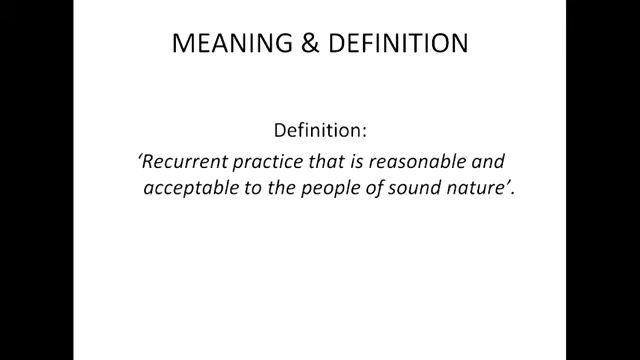 MEANING & DEFINITION
Definition:
‘Recurrent practice that is reasonable and
acceptable to the people of sound nature’.